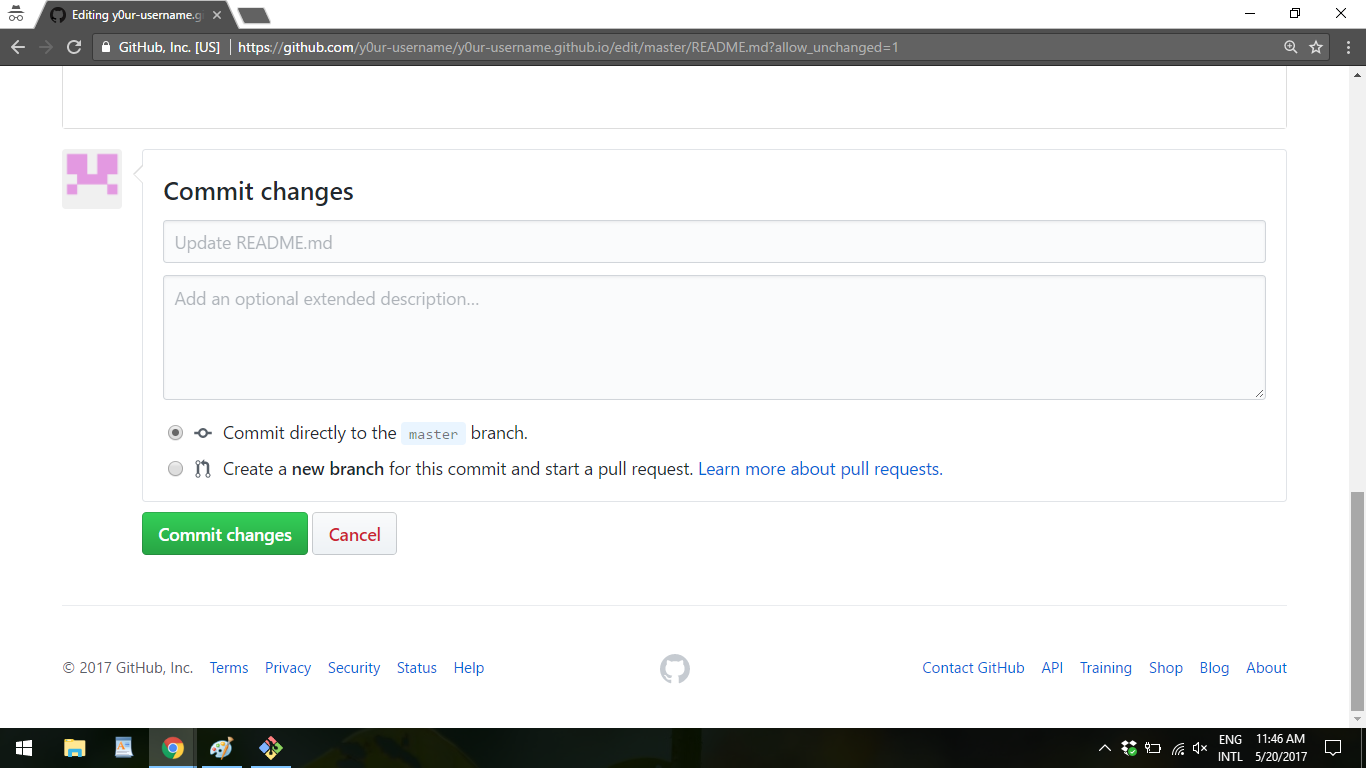 Editing y0ur-username.g
GitHub, Inc. [US] https://github.com/y0ur-username/y0ur-username.github.io/edit/master/README.md?allow_unchanged=1
Commit changes
Update README.md
Add an optional extended description...
Commit directly to the master branch.
Create a new branch for this commit and start a pull request. Learn more about pull requests.
Commit changes Cancel
© 2017 GitHub, Inc. Terms Privacy Security Status Help Contact GitHub API Training Shop Blog About
ENG 11:46 AM
INTL 5/20/2017